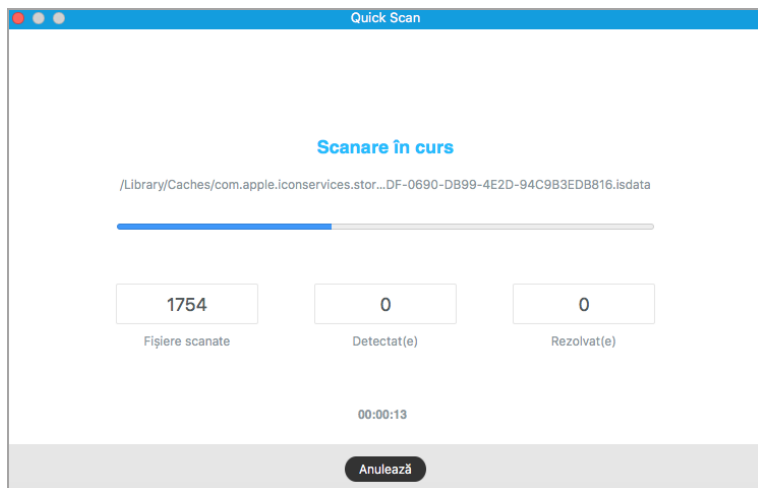 Quick Scan
Scanare în curs
/Library/Caches/com.apple.iconservices.stor...DF-0690-DB99-4E2D-94C9B3EDB816.isdata
1754 0 0
Fișiere scanate Detectat(e) Rezolvat(e)
00:00:13
Anulează